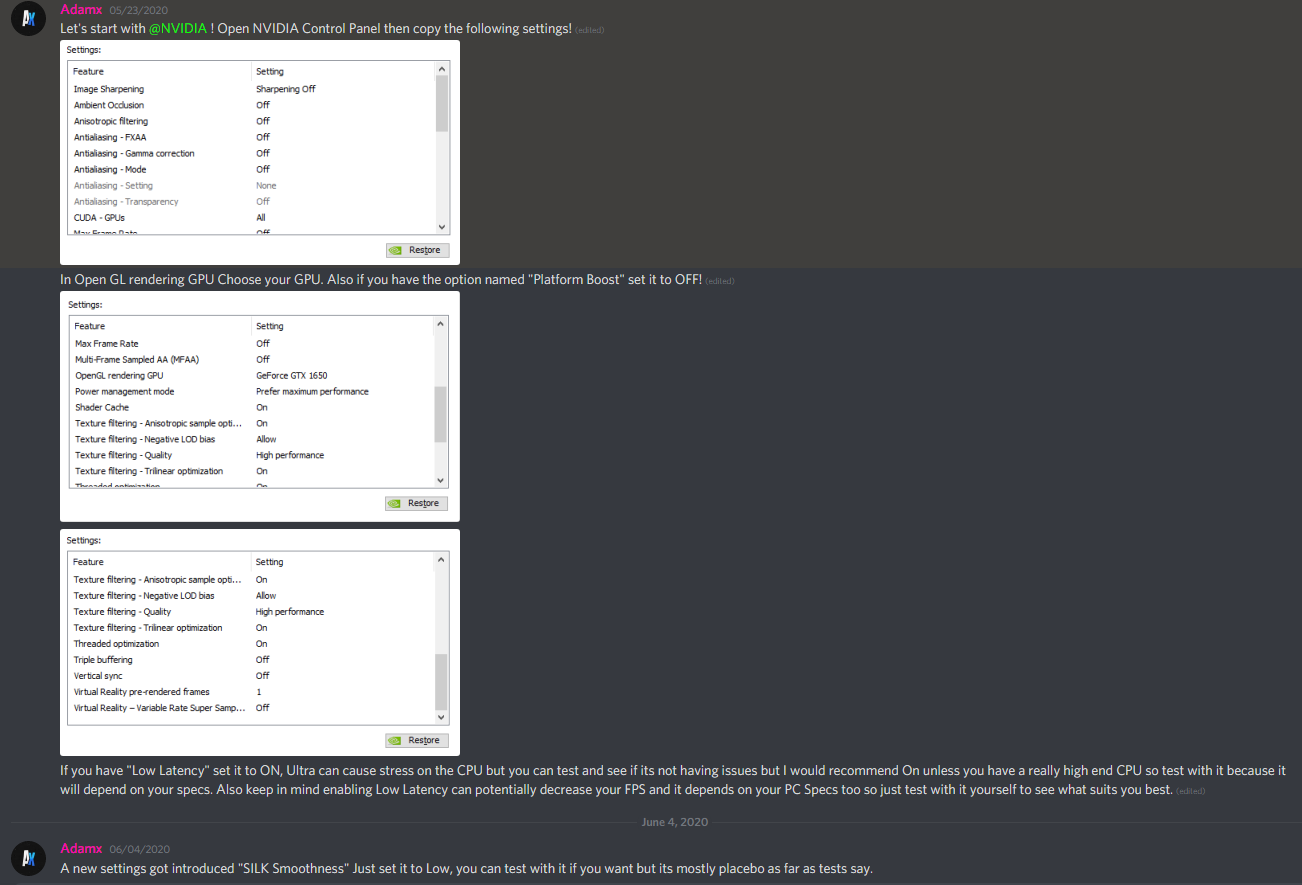 Adamx 05/23/2020
Let's start with @NVIDIA ! Open NVIDIA Control Panel then copy the following settings! (edited)
Settings:
Feature Setting
Image Sharpening Sharpening Off
Ambient Occlusion Off
Anisotropic filtering Off
Antialiasing - FXAA Off
Antialiasing - Gamma correction Off
Antialiasing - Mode Off
Antialiasing - Setting None
Antialiasing - Transparency Off
CUDA - GPUs All
Max Frame Rate Off
Restore
In Open GL rendering GPU Choose your GPU. Also if you have the option named "Platform Boost" set it to OFF! (edited)
Settings:
Feature Setting
Max Frame Rate Off
Multi-Frame Sampled AA (MFAA) Off
OpenGL rendering GPU GeForce GTX 1650
Power management mode Prefer maximum performance
Shader Cache On
Texture filtering - Anisotropic sample opti... On
Texture filtering - Negative LOD bias Allow
Texture filtering - Quality High performance
Texture filtering - Trilinear optimization On
Threaded optimization On
Restore
Settings:
Feature Setting
Texture filtering - Anisotropic sample opti... On
Texture filtering - Negative LOD bias Allow
Texture filtering - Quality High performance
Texture filtering - Trilinear optimization On
Threaded optimization On
Triple buffering Off
Vertical sync Off
Virtual Reality pre-rendered frames 1
Virtual Reality – Variable Rate Super Samp... Off
Restore
If you have "Low Latency" set it to ON, Ultra can cause stress on the CPU but you can test and see if its not having issues but I would recommend On unless you have a really high end CPU so test with it because it
will depend on your specs. Also keep in mind enabling Low Latency can potentially decrease your FPS and it depends on your PC Specs too so just test with it yourself to see what suits you best. (edited)
June 4, 2020
Adamx 06/04/2020
A new settings got introduced "SILK Smoothness" Just set it to Low, you can test with it if you want but its mostly placebo as far as tests say.